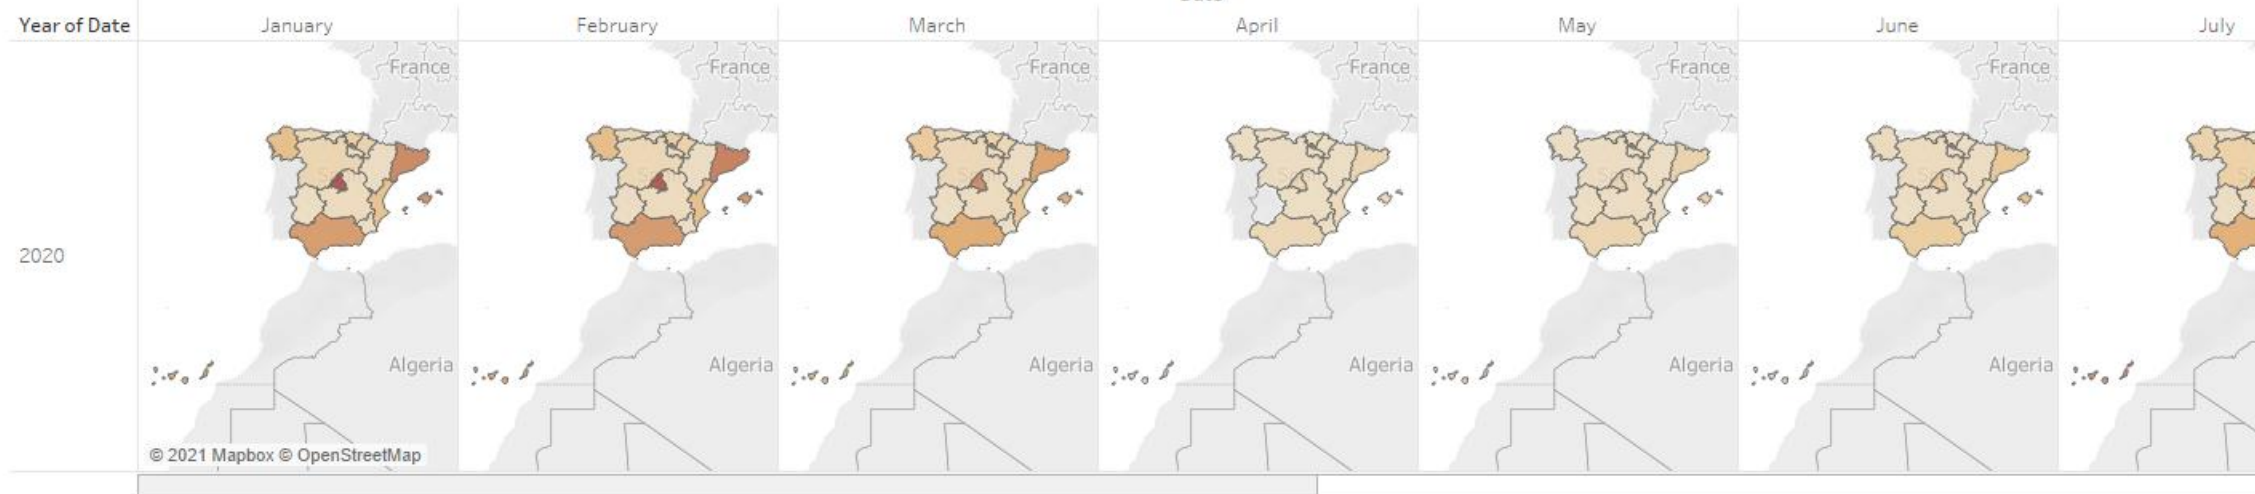 Year of Date January February March April May June July
France France France France France France
2020
Algeria Algeria Algeria Algeria Algeria Algeria
© 2021 Mapbox © OpenStreetMap